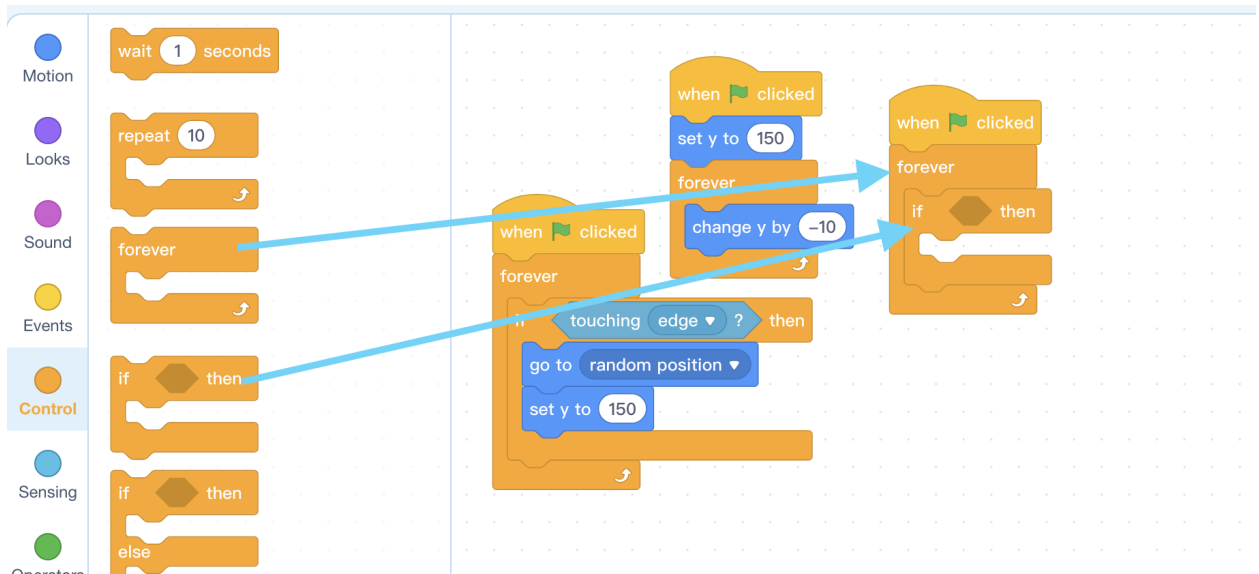 Motion
Looks
Sound
Events
Control
Sensing
Operators
wait 1 seconds
repeat 10
forever
if then
if then
else
when clicked
forever
if touching edge ? then
go to random position
set y to 150
when clicked
set y to 150
forever
change y by –10
when clicked
forever
if then